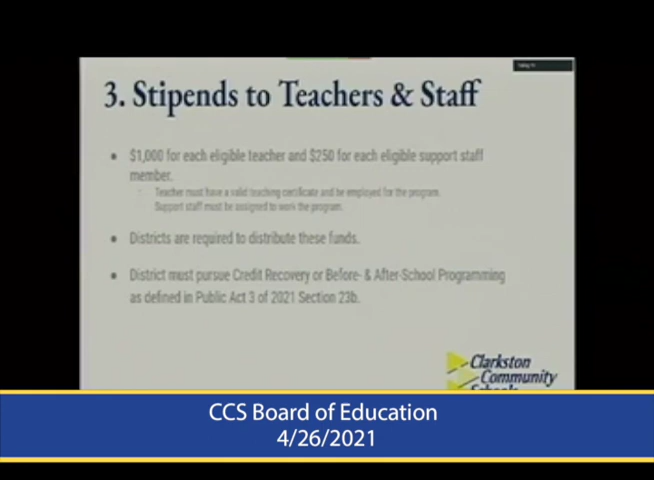 3. Stipends to Teachers & Staff
• $1,000 for each eligible teacher and $250 for each eligible support staff
member.
Teacher must have a valid teaching certificate and be employed for the program.
Support staff must be assigned to work the program.
• Districts are required to distribute these funds.
• District must pursue Credit Recovery or Before- & After-School Programming
as defined in Public Act 3 of 2021 Section 23b.
Clarkston
Community
Schools
CCS Board of Education
4/26/2021